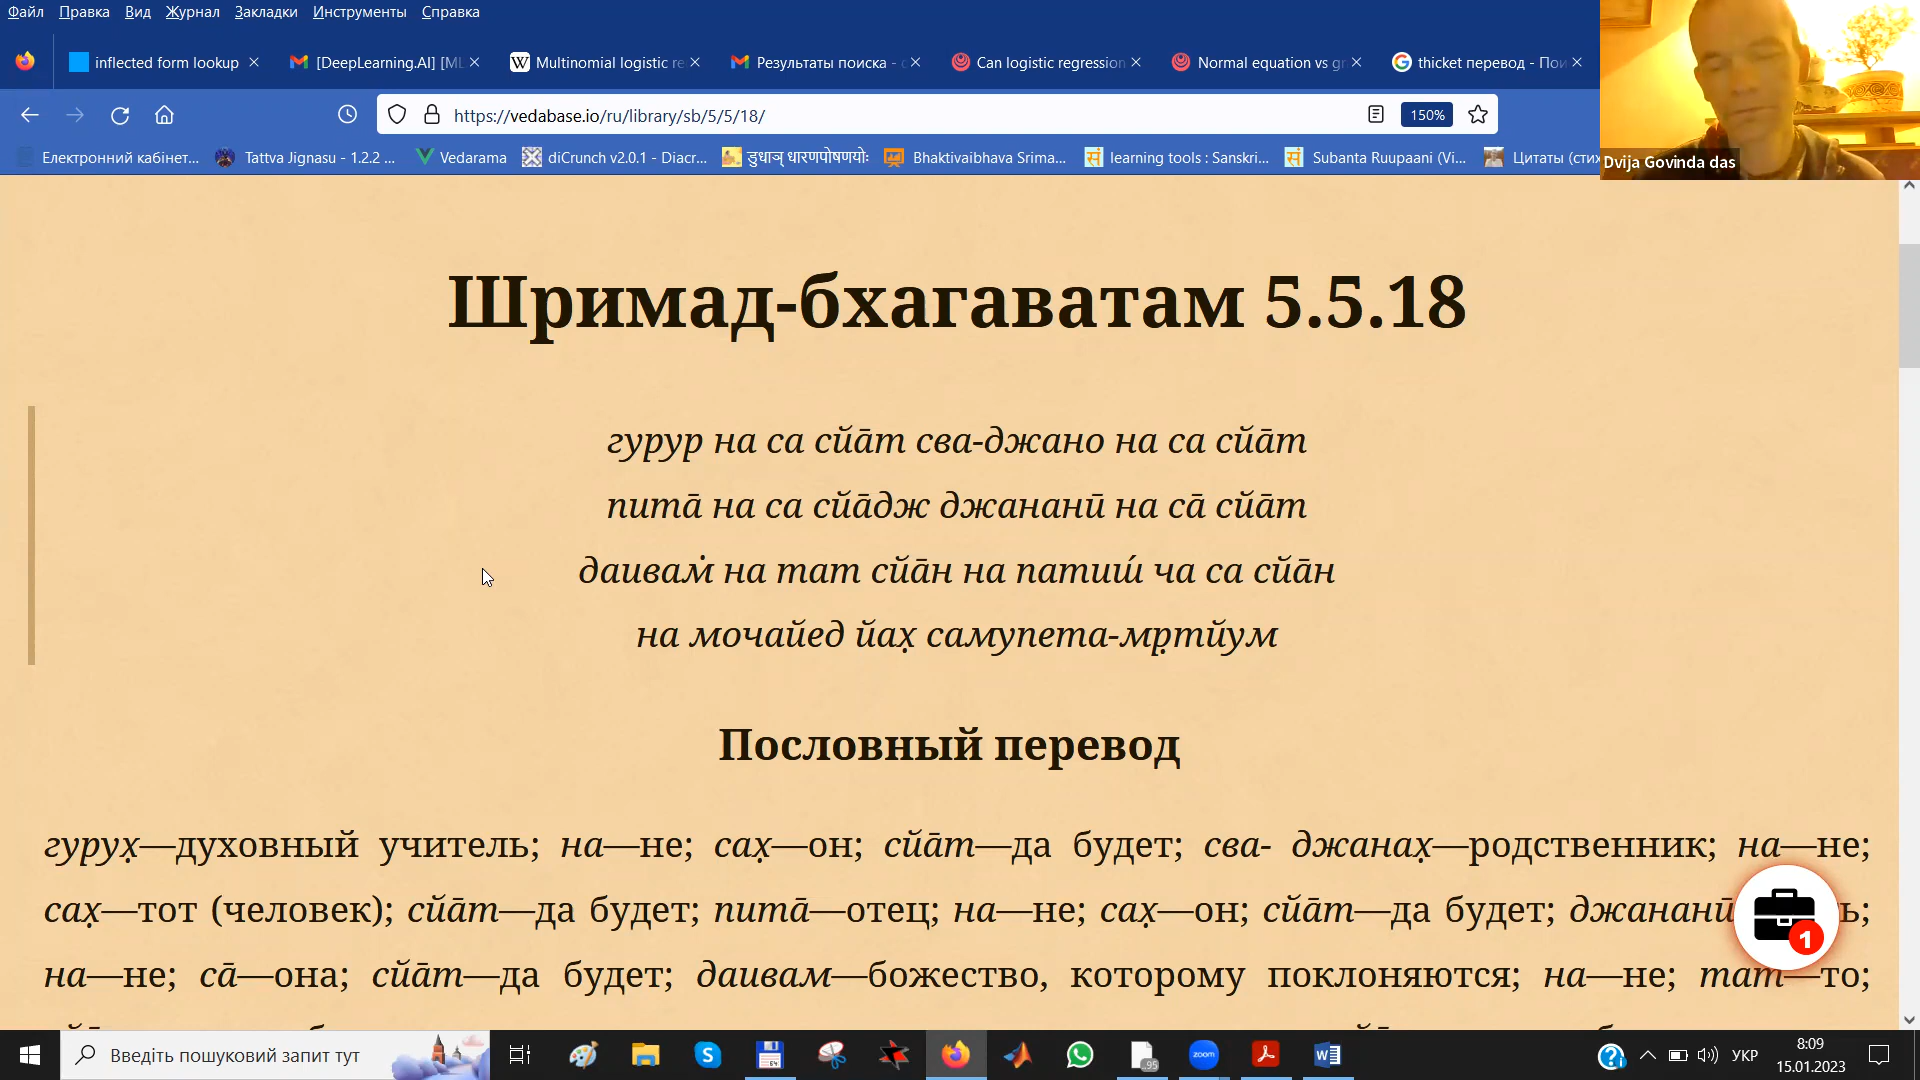 Файл Правка Вид Журнал Закладки Инструменты Справка
inflected form lookup [DeepLearning.AI] [ML Multinomial logistic re Результаты поиска - Can logistic regression Normal equation vs gr thicket перевод - Пои
https://vedabase.io/ru/library/sb/5/5/18/ 150%
Електронний кабінет... Tattva Jignasu - 1.2.2 ... Vedarama diCrunch v2.0.1 - Diacr... डुधाञ् धारणपोषणयोः Bhaktivaibhava Srima... learning tools : Sanskri... Subanta Ruupaani (Vi... Цитаты (сти
Dvija Govinda das
Шримад-бхагаватам 5.5.18
гурур на са сйа̄т сва-джано на са сйа̄т
пита̄ на са сйа̄дж джананӣ на са̄ сйа̄т
даивам̇ на тат сйа̄н на патиш́ ча са сйа̄н
на мочайед йах̣ самупета-мр̣тйум
Пословный перевод
гурух̣—духовный учитель; на—не; сах̣—он; сйа̄т—да будет; сва- джанах̣—родственник; на—не;
сах̣—тот (человек); сйа̄т—да будет; пита̄—отец; на—не; сах̣—он; сйа̄т—да будет; джананӣ ь;
1
на—не; са̄—она; сйа̄т—да будет; даивам—божество, которому поклоняются; на—не; тат—то;
Введіть пошуковий запит тут
УКР 8:09
15.01.2023